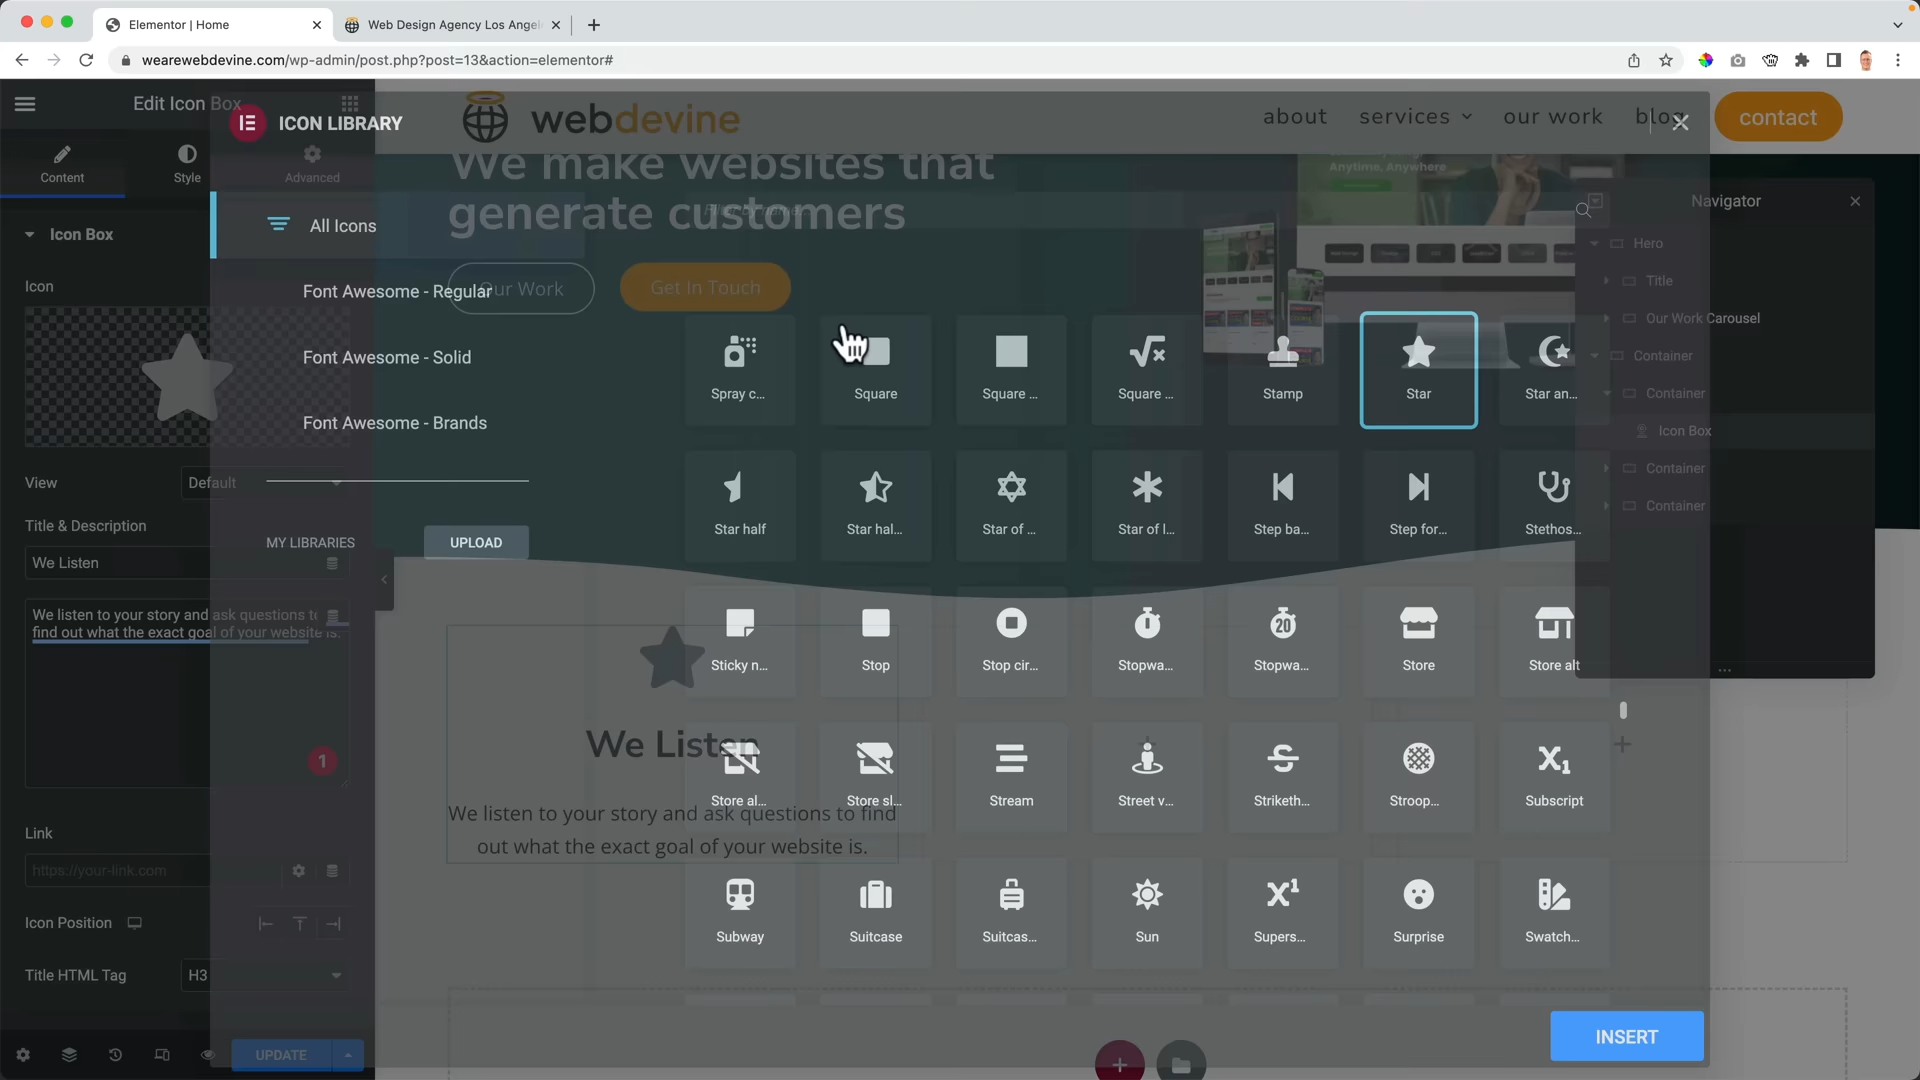 Elementor | Home
Web Design Agency Los Angel
wearewebdevine.com/wp-admin/post.php?post=13&action=elementor#
Edit Icon Box
ICON LIBRARY
webdevine
about
services
our work
blog
contact
Content
Style
Advanced
We make websites that
generate customers
Anytime, Anywhere
Filter by name...
Navigator
All Icons
Icon Box
Hero
Icon
Font Awesome - Regular
Our Work
Get In Touch
Title
Our Work Carousel
Font Awesome - Solid
Container
Spray c...
Square
Square ...
Square ...
Stamp
Star
Star an...
Container
Font Awesome - Brands
Icon Box
View
Default
Container
Container
Title & Description
Star half
Star hal...
Star of ...
Star of l...
Step ba...
Step for...
Stethos...
MY LIBRARIES
UPLOAD
We Listen
We listen to your story and ask questions to
find out what the exact goal of your website is.
20
Sticky n...
Stop
Stop cir...
Stopwa...
Stopwa...
Store
Store alt
We Listen
1
Store al...
Store sl...
Stream
Street v...
Striketh...
Stroop...
Subscript
We listen to your story and ask questions to find
out what the exact goal of your website is.
Link
https://your-link.com
Icon Position
Subway
Suitcase
Suitcas...
Sun
Supers...
Surprise
Swatch...
Title HTML Tag
H3
UPDATE
INSERT